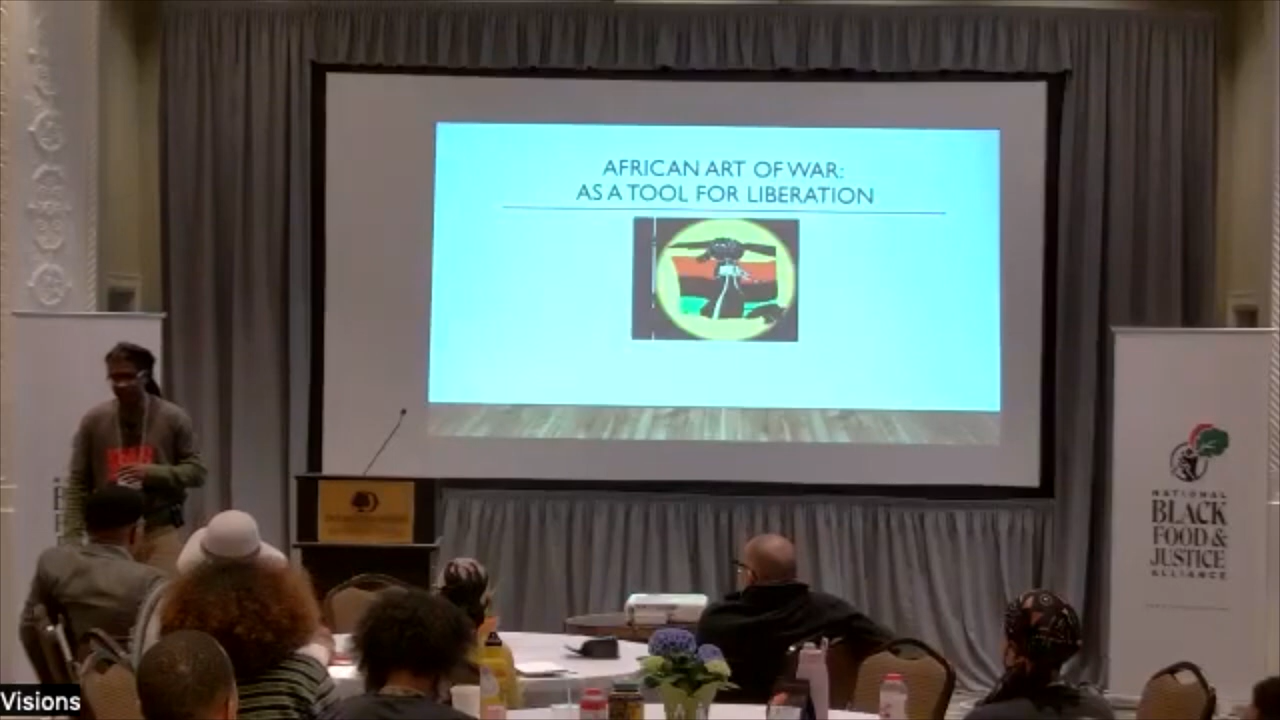 AFRICAN ART OF WAR:
AS A TOOL FOR LIBERATION
NATIONAL
BLACK
FOOD &
JUSTICE
ALLIANCE
Visions